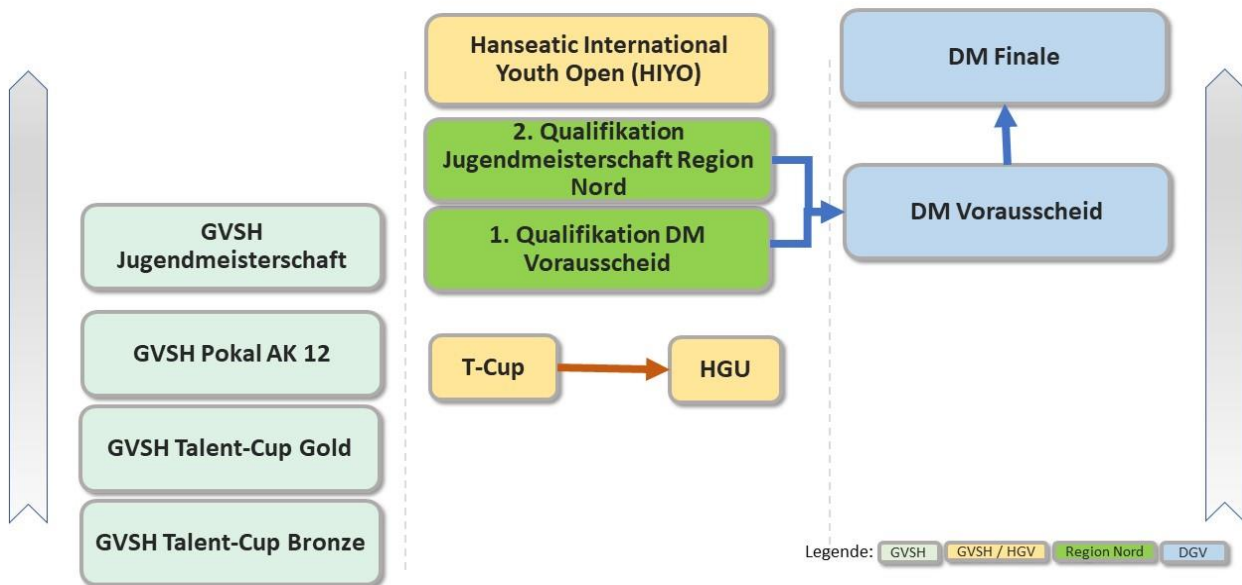 GVSH
Jugendmeisterschaft
GVSH Pokal AK 12
GVSH Talent-Cup Gold
GVSH Talent-Cup Bronze
Hanseatic International
Youth Open (HIYO)
2. Qualifikation
Jugendmeisterschaft Region
Nord
1. Qualifikation DM
Vorausscheid
T-Cup
HGU
DM Finale
DM Vorausscheid
Legende: GVSH GVSH / HGV Region Nord DGV